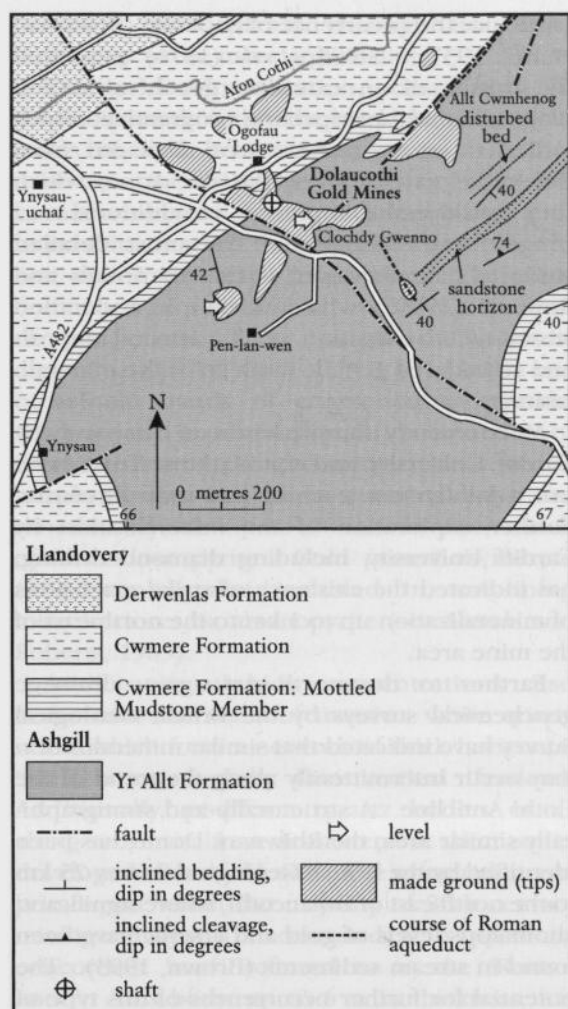 Afon Cothi
Allt Cwmhenog
disturbed
bed
Ogofau
Lodge
Ynysau-
uchaf
Dolaucothi
Gold Mines
40
74
Clochdy Gwenno
sandstone
horizon
42
40
40
Pen-lan-wen
A482
N
Ynysau
0 metres 200
66
67
Llandovery
Derwenlas Formation
Cwmere Formation
Cwmere Formation: Mottled
Mudstone Member
Ashgill
Yr Allt Formation
fault
level
inclined bedding,
dip in degrees
made ground (tips)
inclined cleavage,
dip in degrees
course of Roman
aqueduct
shaft